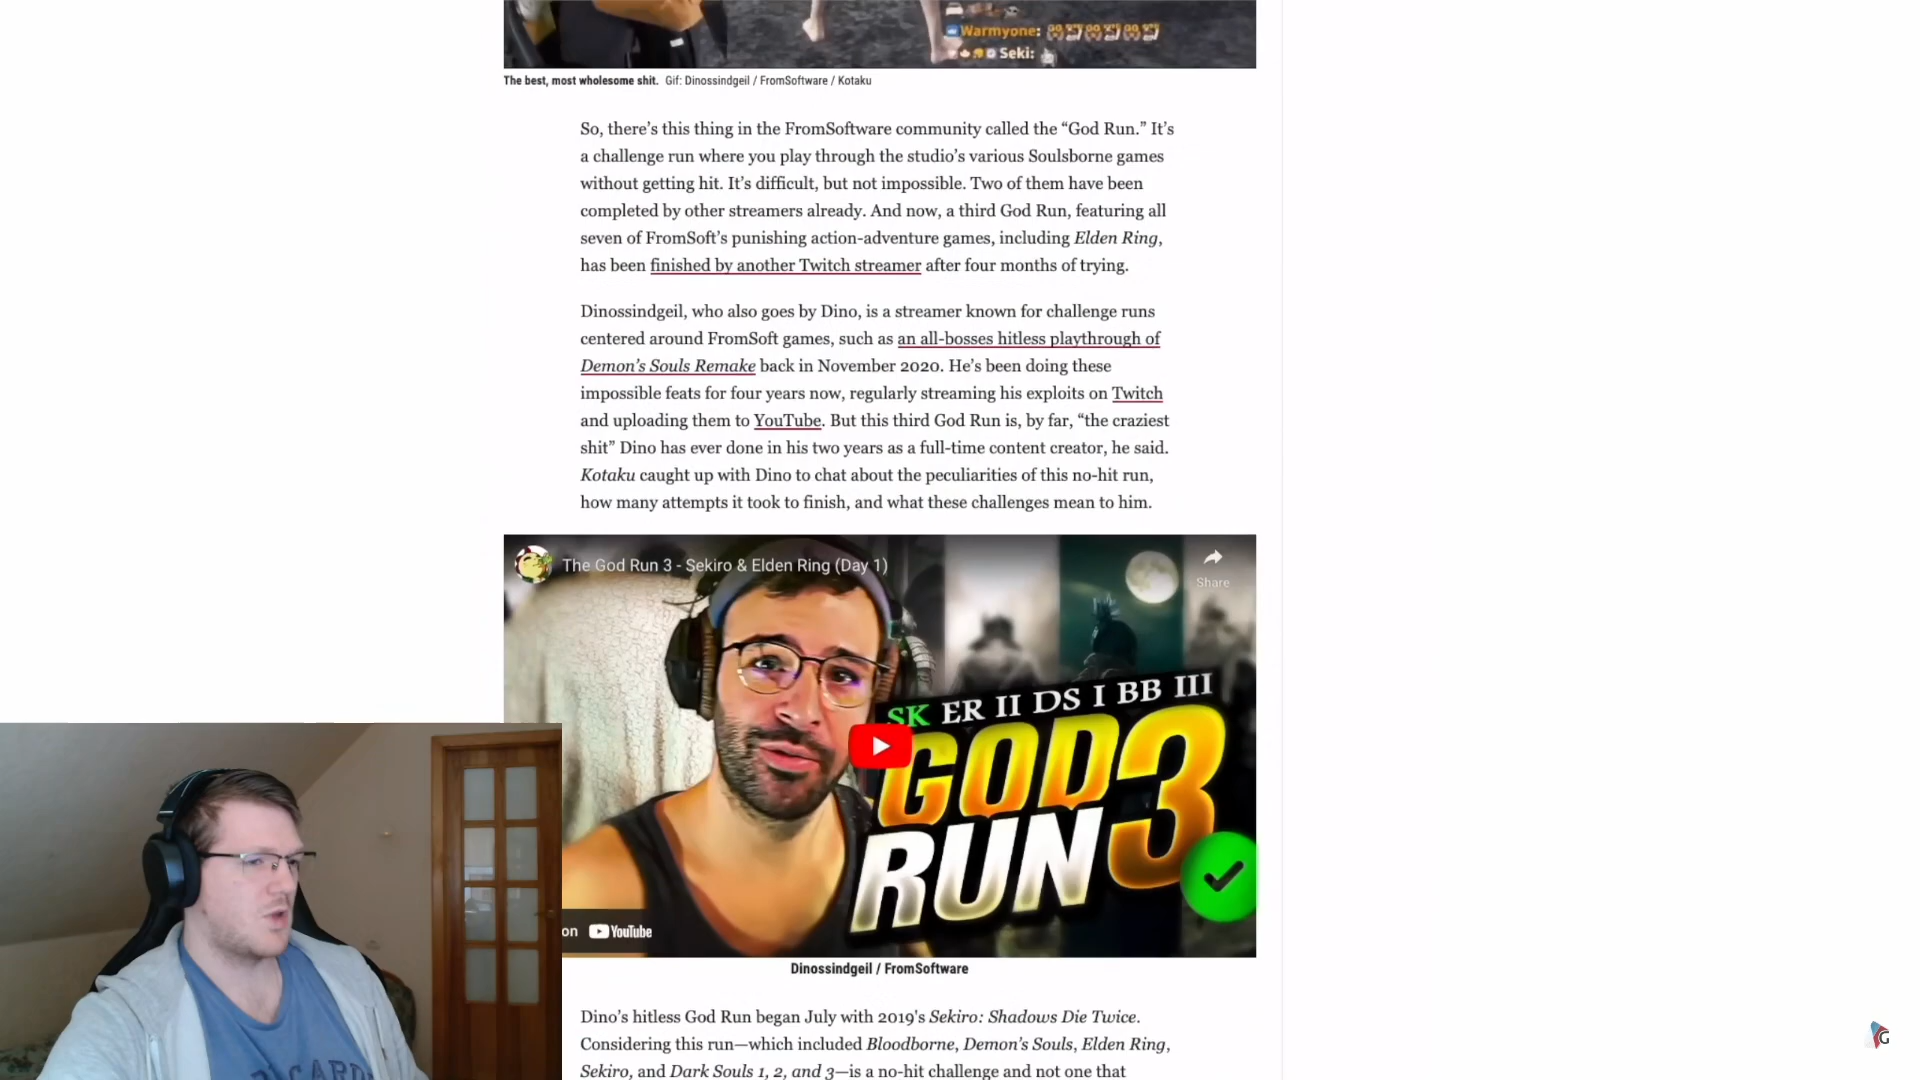 Warmyone:
Seki:
The best, most wholesome shit. Gif: Dinossindgeil / FromSoftware / Kotaku
So, there’s this thing in the FromSoftware community called the “God Run.” It’s
a challenge run where you play through the studio’s various Soulsborne games
without getting hit. It’s difficult, but not impossible. Two of them have been
completed by other streamers already. And now, a third God Run, featuring all
seven of FromSoft’s punishing action-adventure games, including Elden Ring,
has been finished by another Twitch streamer after four months of trying.
Dinossindgeil, who also goes by Dino, is a streamer known for challenge runs
centered around FromSoft games, such as an all-bosses hitless playthrough of
Demon’s Souls Remake back in November 2020. He’s been doing these
impossible feats for four years now, regularly streaming his exploits on Twitch
and uploading them to YouTube. But this third God Run is, by far, “the craziest
shit” Dino has ever done in his two years as a full-time content creator, he said.
Kotaku caught up with Dino to chat about the peculiarities of this no-hit run,
how many attempts it took to finish, and what these challenges mean to him.
The God Run 3 - Sekiro & Elden Ring (Day 1)
Share
SK ER II DS I BB III
GOD 3
RUN
on YouTube
Dinossindgeil / FromSoftware
Dino’s hitless God Run began July with 2019's Sekiro: Shadows Die Twice.
Considering this run—which included Bloodborne, Demon’s Souls, Elden Ring,
Sekiro, and Dark Souls 1, 2, and 3—is a no-hit challenge and not one that
G